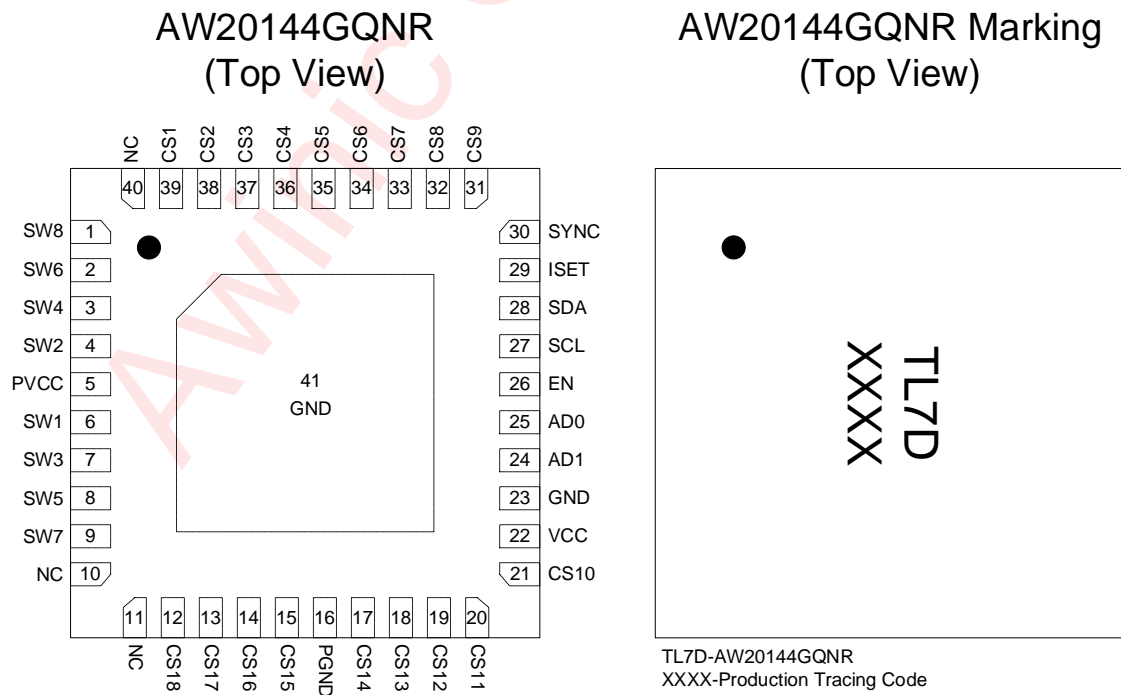 AW20144GQNR
(Top View)
AW20144GQNR Marking
(Top View)
NC
CS1
CS2
CS3
CS4
CS5
CS6
CS7
CS8
CS9
40
39
38
37
36
35
34
33
32
31
SW8 1
SW6 2
SW4 3
SW2 4
PVCC 5
SW1 6
SW3 7
SW5 8
SW7 9
NC 10
41
GND
30 SYNC
29 ISET
28 SDA
27 SCL
26 EN
25 AD0
24 AD1
23 GND
22 VCC
21 CS10
11
12
13
14
15
16
17
18
19
20
NC
CS18
CS17
CS16
CS15
PGND
CS14
CS13
CS12
CS11
TL7D
XXXX
TL7D-AW20144GQNR
XXXX-Production Tracing Code
Awinic